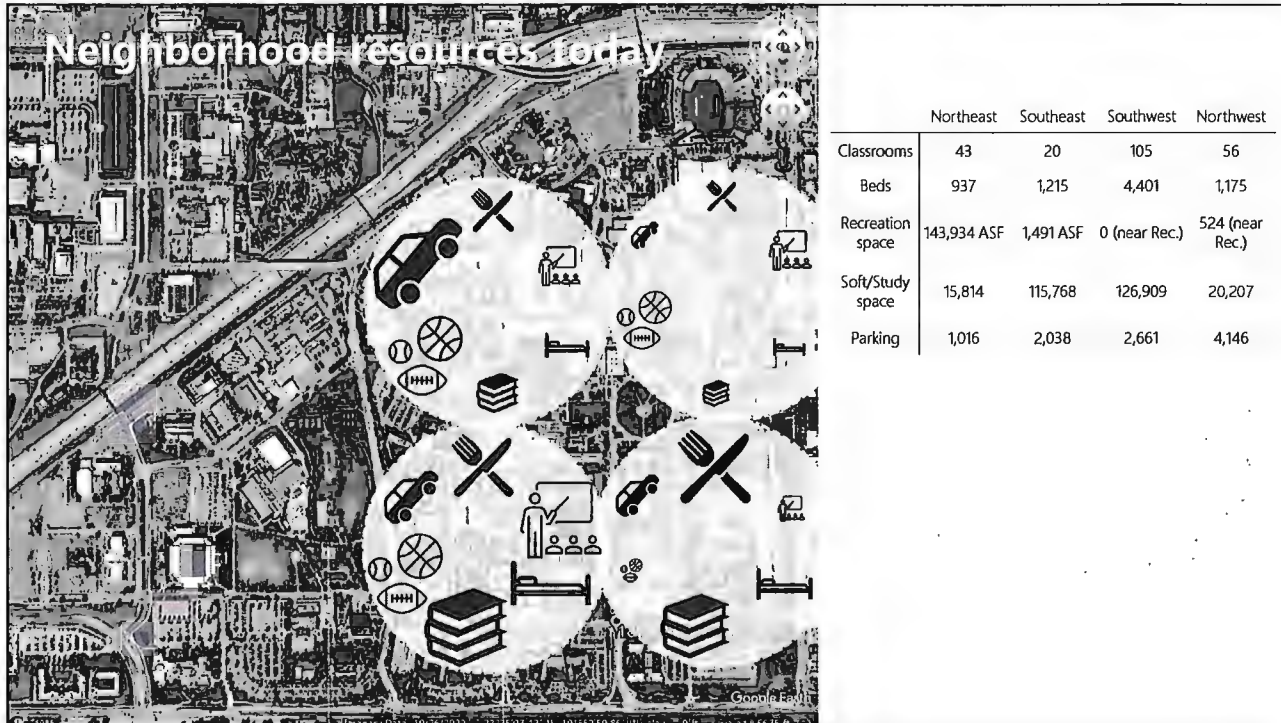 Neighborhood resources today
Northeast Southeast Southwest Northwest
Classrooms 43 20 105 56
Beds 937 1,215 4,401 1,175
Recreation space 143,934 ASF 1,491 ASF 0 (near Rec.) 524 (near Rec.)
Soft/Study space 15,814 115,768 126,909 20,207
Parking 1,016 2,038 2,661 4,146
Google Earth